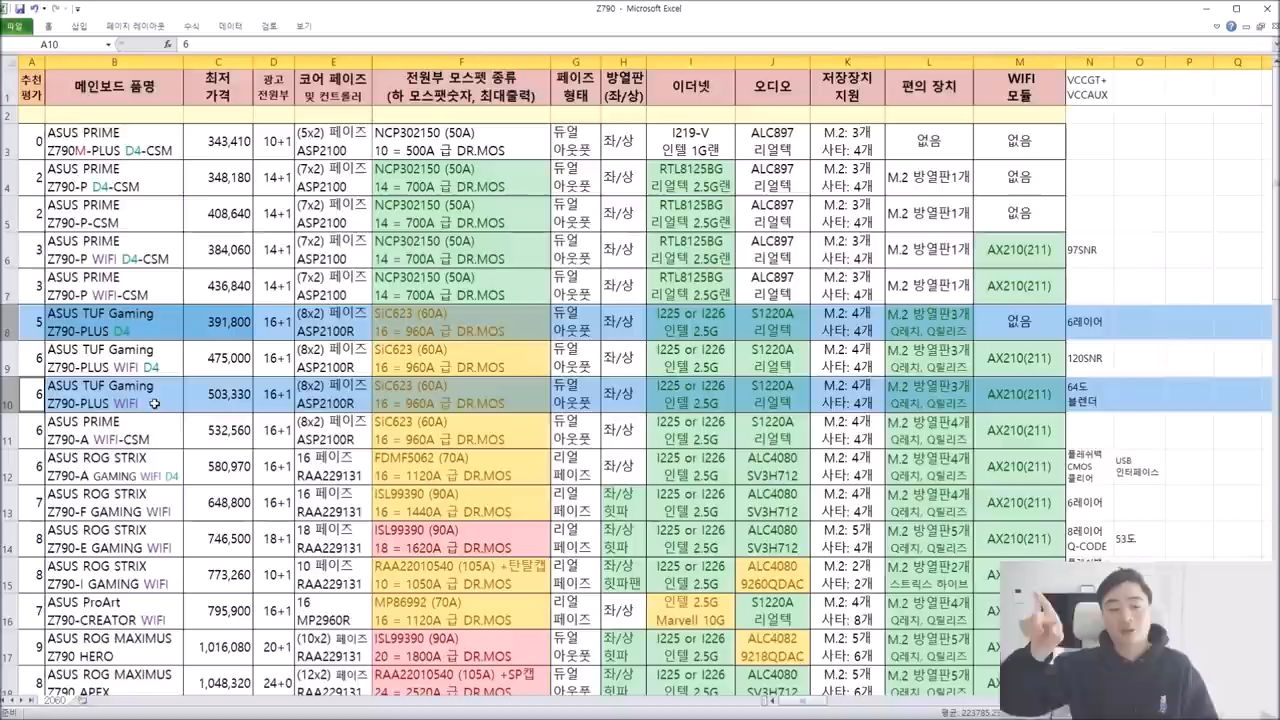 Z790 - Microsoft Excel
파일 홈 삽입 페이지 레이아웃 수식 데이터 검토 보기
A10 fx 6
A B C D E F G H I J K L M N O P Q
1 추천 평가 메인보드 품명 최저 가격 광고 전원부 코어 페이즈 및 컨트롤러 전원부 모스펫 종류 (하 모스펫숫자, 최대출력) 페이즈 형태 방열판 (좌/상) 이더넷 오디오 저장장치 지원 편의 장치 WIFI 모듈 VCCGT+ VCCAUX
2
3 0 ASUS PRIME Z790M-PLUS D4-CSM 343,410 10+1 (5x2) 페이즈 ASP2100 NCP302150 (50A) 10 = 500A 급 DR.MOS 듀얼 아웃풋 좌/상 I219-V 인텔 1G랜 ALC897 리얼텍 M.2: 3개 사타: 4개 없음 없음
4 2 ASUS PRIME Z790-P D4-CSM 348,180 14+1 (7x2) 페이즈 ASP2100 NCP302150 (50A) 14 = 700A 급 DR.MOS 듀얼 아웃풋 좌/상 RTL8125BG 리얼텍 2.5G랜 ALC897 리얼텍 M.2: 3개 사타: 4개 M.2 방열판1개 없음
5 2 ASUS PRIME Z790-P-CSM 408,640 14+1 (7x2) 페이즈 ASP2100 NCP302150 (50A) 14 = 700A 급 DR.MOS 듀얼 아웃풋 좌/상 RTL8125BG 리얼텍 2.5G랜 ALC897 리얼텍 M.2: 3개 사타: 4개 M.2 방열판1개 없음
6 3 ASUS PRIME Z790-P WIFI D4-CSM 384,060 14+1 (7x2) 페이즈 ASP2100 NCP302150 (50A) 14 = 700A 급 DR.MOS 듀얼 아웃풋 좌/상 RTL8125BG 리얼텍 2.5G랜 ALC897 리얼텍 M.2: 3개 사타: 4개 M.2 방열판1개 AX210(211) 97SNR
7 3 ASUS PRIME Z790-P WIFI-CSM 436,840 14+1 (7x2) 페이즈 ASP2100 NCP302150 (50A) 14 = 700A 급 DR.MOS 듀얼 아웃풋 좌/상 RTL8125BG 리얼텍 2.5G랜 ALC897 리얼텍 M.2: 3개 사타: 4개 M.2 방열판1개 AX210(211)
8 5 ASUS TUF Gaming Z790-PLUS D4 391,800 16+1 (8x2) 페이즈 ASP2100R SiC623 (60A) 16 = 960A 급 DR.MOS 듀얼 아웃풋 좌/상 I225 or I226 인텔 2.5G S1220A 리얼텍 M.2: 4개 사타: 4개 M.2 방열판3개 Q레치, Q릴리즈 없음 6레이어
9 6 ASUS TUF Gaming Z790-PLUS WIFI D4 475,000 16+1 (8x2) 페이즈 ASP2100R SiC623 (60A) 16 = 960A 급 DR.MOS 듀얼 아웃풋 좌/상 I225 or I226 인텔 2.5G S1220A 리얼텍 M.2: 4개 사타: 4개 M.2 방열판3개 Q레치, Q릴리즈 AX210(211) 120SNR
10 6 ASUS TUF Gaming Z790-PLUS WIFI 503,330 16+1 (8x2) 페이즈 ASP2100R SiC623 (60A) 16 = 960A 급 DR.MOS 듀얼 아웃풋 좌/상 I225 or I226 인텔 2.5G S1220A 리얼텍 M.2: 4개 사타: 4개 M.2 방열판3개 Q레치, Q릴리즈 AX210(211) 64도 블렌더
11 6 ASUS PRIME Z790-A WIFI-CSM 532,560 16+1 (8x2) 페이즈 ASP2100R SiC623 (60A) 16 = 960A 급 DR.MOS 듀얼 아웃풋 좌/상 I225 or I226 인텔 2.5G S1220A 리얼텍 M.2: 4개 사타: 4개 M.2 방열판4개 Q레치, Q릴리즈 AX210(211)
12 6 ASUS ROG STRIX Z790-A GAMING WIFI D4 580,970 16+1 16 페이즈 RAA229131 FDMF5062 (70A) 16 = 1120A 급 DR.MOS 리얼 페이즈 좌/상 I225 or I226 인텔 2.5G ALC4080 SV3H712 M.2: 4개 사타: 4개 M.2 방열판4개 Q레치, Q릴리즈 AX210(211) 플래쉬백 CMOS 클리어 USB 인터페이스
13 7 ASUS ROG STRIX Z790-F GAMING WIFI 648,800 16+1 16 페이즈 RAA229131 ISL99390 (90A) 16 = 1440A 급 DR.MOS 리얼 페이즈 좌/상 힛파 I225 or I226 인텔 2.5G ALC4080 SV3H712 M.2: 4개 사타: 4개 M.2 방열판4개 Q레치, Q릴리즈 AX210(211) 6레이어
14 8 ASUS ROG STRIX Z790-E GAMING WIFI 746,500 18+1 18 페이즈 RAA229131 ISL99390 (90A) 18 = 1620A 급 DR.MOS 리얼 페이즈 좌/상 힛파 I225 or I226 인텔 2.5G ALC4080 SV3H712 M.2: 5개 사타: 4개 M.2 방열판5개 Q레치, Q릴리즈 AX210(211) 8레이어 Q-CODE 53도
15 8 ASUS ROG STRIX Z790-I GAMING WIFI 773,260 10+1 10 페이즈 RAA229131 RAA22010540 (105A) +탄탈캡 10 = 1050A 급 DR.MOS 리얼 페이즈 좌/상 힛파팬 I225 or I226 인텔 2.5G ALC4080 9260QDAC M.2: 2개 사타: 2개 M.2 방열판2개 스트릭스 하이브
16 7 ASUS ProArt Z790-CREATOR WIFI 795,900 16+1 16 MP2960R MP86992 (70A) 16 = 1120A 급 DR.MOS 리얼 페이즈 좌/상 인텔 2.5G Marvell 10G S1220A 리얼텍 M.2: 4개 사타: 8개 M.2 방열판4개 Q레치, Q릴리즈
17 9 ASUS ROG MAXIMUS Z790 HERO 1,016,080 20+1 (10x2) 페이즈 RAA229131 ISL99390 (90A) 20 = 1800A 급 DR.MOS 듀얼 아웃풋 좌/상 힛파 I225 or I226 인텔 2.5G ALC4082 9218QDAC M.2: 5개 사타: 6개 M.2 방열판5개 Q레치, Q릴리즈
18 8 ASUS ROG MAXIMUS Z790 APEX 1,048,320 24+0 (12x2) 페이즈 RAA229131 RAA22010540 (105A) +SP캡 24 = 2520A 급 DR.MOS 듀얼 아웃풋 좌/상 힛파 I225 or I226 인텔 2.5G ALC4080 SV3H712 M.2: 5개 사타: 6개 M.2 방열판5개 Q레치, Q릴리즈
2060
준비